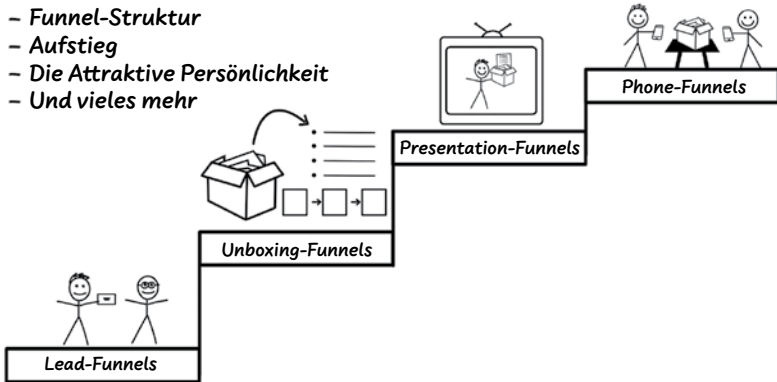 – Funnel-Struktur
– Aufstieg
– Die Attraktive Persönlichkeit
– Und vieles mehr
Phone-Funnels
Presentation-Funnels
Unboxing-Funnels
Lead-Funnels